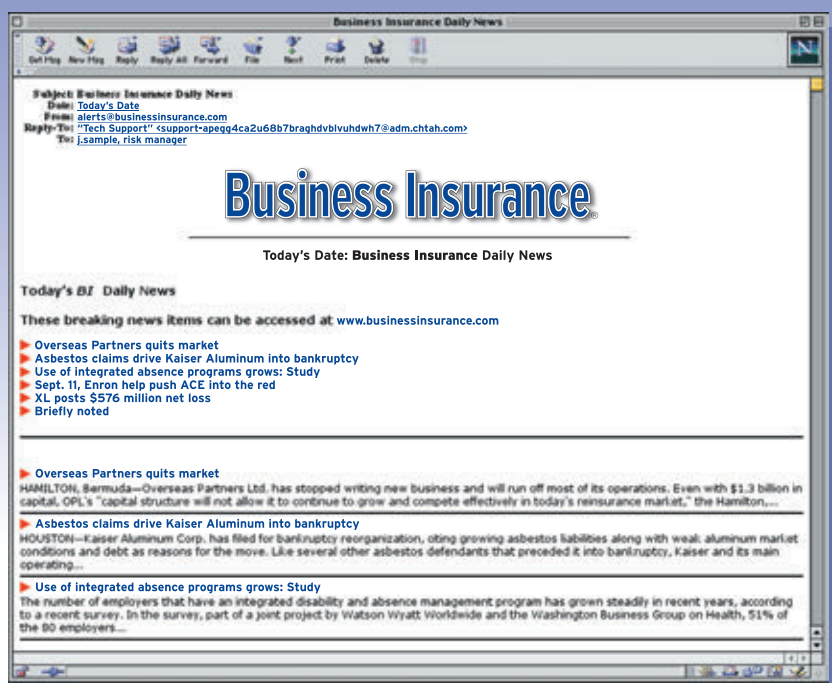 Business Insurance Daily News
Get Msg New Msg Reply Reply All Forward File Next Print Delete Stop
N
Subject: Business Insurance Daily News
Date: Today's Date
From: alerts@businessinsurance.com
Reply-To: "Tech Support" <support-apegg4ca2u68b7braghdvblvuhdwh7@adm.chtah.com>
To: j.sample, risk manager
Business Insurance®
Today's Date: Business Insurance Daily News
Today's BI Daily News
These breaking news items can be accessed at www.businessinsurance.com
Overseas Partners quits market
Asbestos claims drive Kaiser Aluminum into bankruptcy
Use of integrated absence programs grows: Study
Sept. 11, Enron help push ACE into the red
XL posts $576 million net loss
Briefly noted
Overseas Partners quits market
HAMILTON, Bermuda—Overseas Partners Ltd. has stopped writing new business and will run off most of its operations. Even with $1.3 billion in
capital, OPL's "capital structure will not allow it to continue to grow and compete effectively in today's reinsurance market," the Hamilton,...
Asbestos claims drive Kaiser Aluminum into bankruptcy
HOUSTON—Kaiser Aluminum Corp. has filed for bankruptcy reorganization, citing growing asbestos liabilities along with weak aluminum market
conditions and debt as reasons for the move. Like several other asbestos defendants that preceded it into bankruptcy, Kaiser and its main
operating...
Use of integrated absence programs grows: Study
The number of employers that have an integrated disability and absence management program has grown steadily in recent years, according
to a recent survey. In the survey, part of a joint project by Watson Wyatt Worldwide and the Washington Business Group on Health, 51% of
the 80 employers...